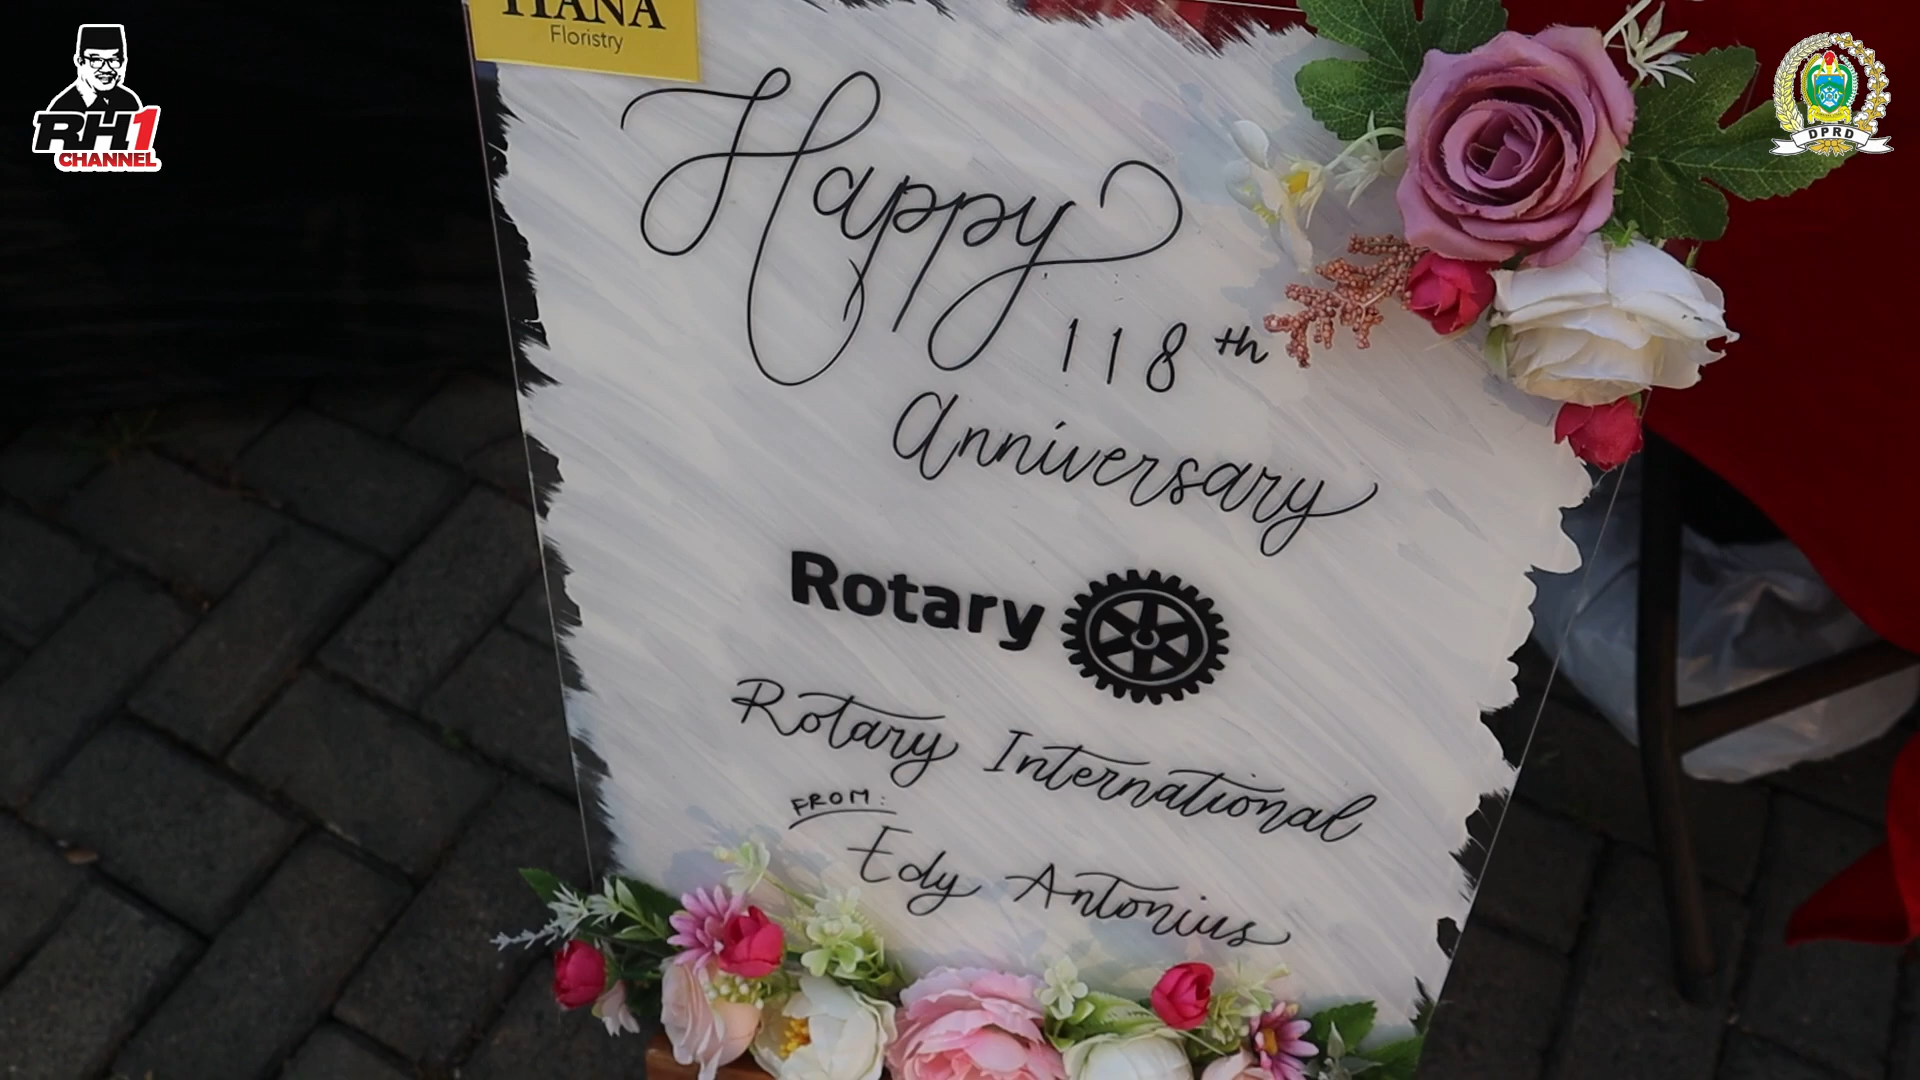 HANA
Floristry
RH1
CHANNEL
DPRD
Happy
118th
Anniversary
Rotary
Rotary International
FROM:
Edy Antonius